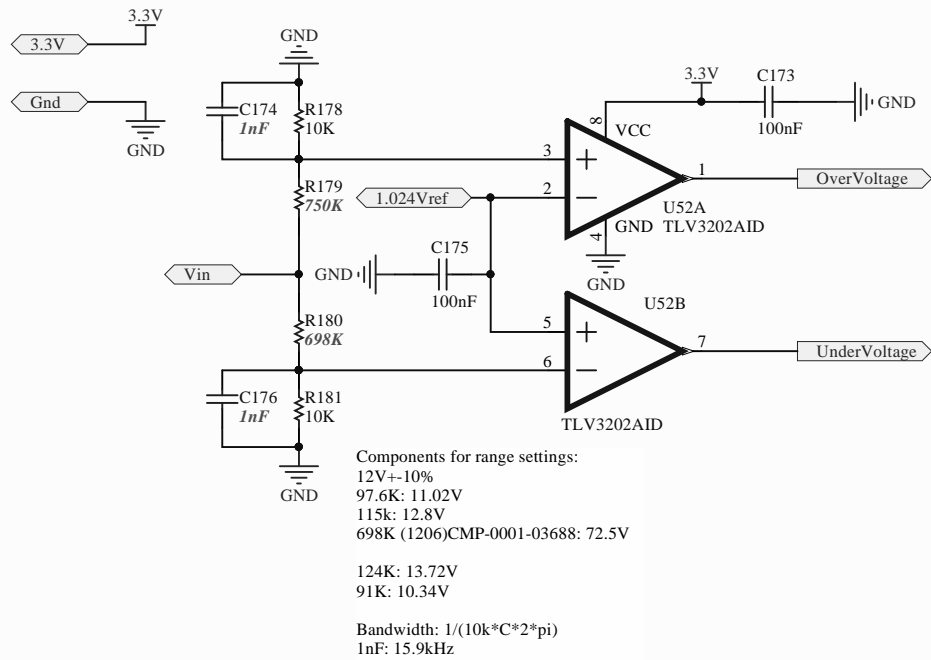 3.3V
3.3V
Gnd
GND
GND
C174
1nF
R178
10K
R179
750K
Vin
R180
698K
C176
1nF
R181
10K
GND
1.024Vref
GND
C175
100nF
3
2
8
VCC
1
4
GND
GND
U52A
TLV3202AID
3.3V
C173
100nF
GND
OverVoltage
5
6
7
U52B
TLV3202AID
UnderVoltage
Components for range settings:
12V+-10%
97.6K: 11.02V
115k: 12.8V
698K (1206)CMP-0001-03688: 72.5V
124K: 13.72V
91K: 10.34V
Bandwidth: 1/(10k*C*2*pi)
1nF: 15.9kHz